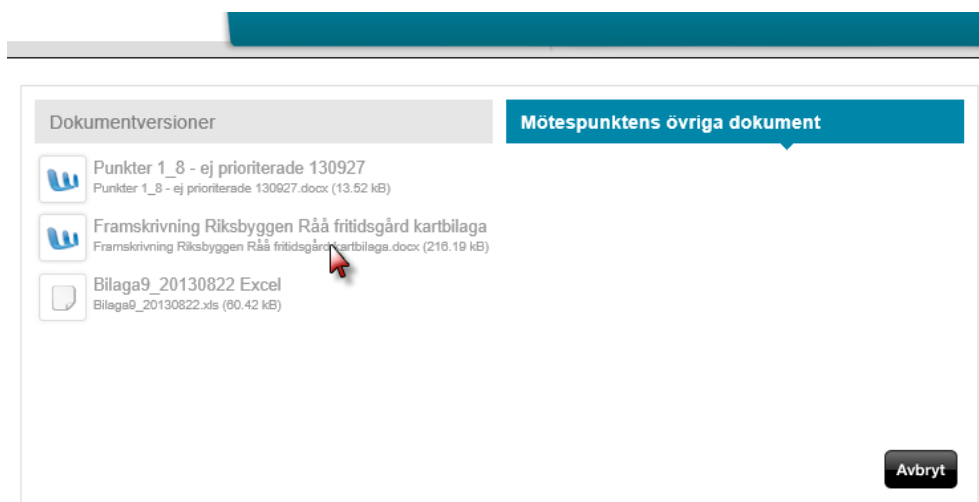 Dokumentversioner
Punkter 1_8 - ej prioriterade 130927
Punkter 1_8 - ej prioriterade 130927.docx (13.52 kB)
Framskrivning Riksbyggen Råå fritidsgård kartbilaga
Framskrivning Riksbyggen Råå fritidsgård kartbilaga.docx (216.19 kB)
Bilaga9_20130822 Excel
Bilaga9_20130822.xls (60.42 kB)
Mötespunktens övriga dokument
Avbryt